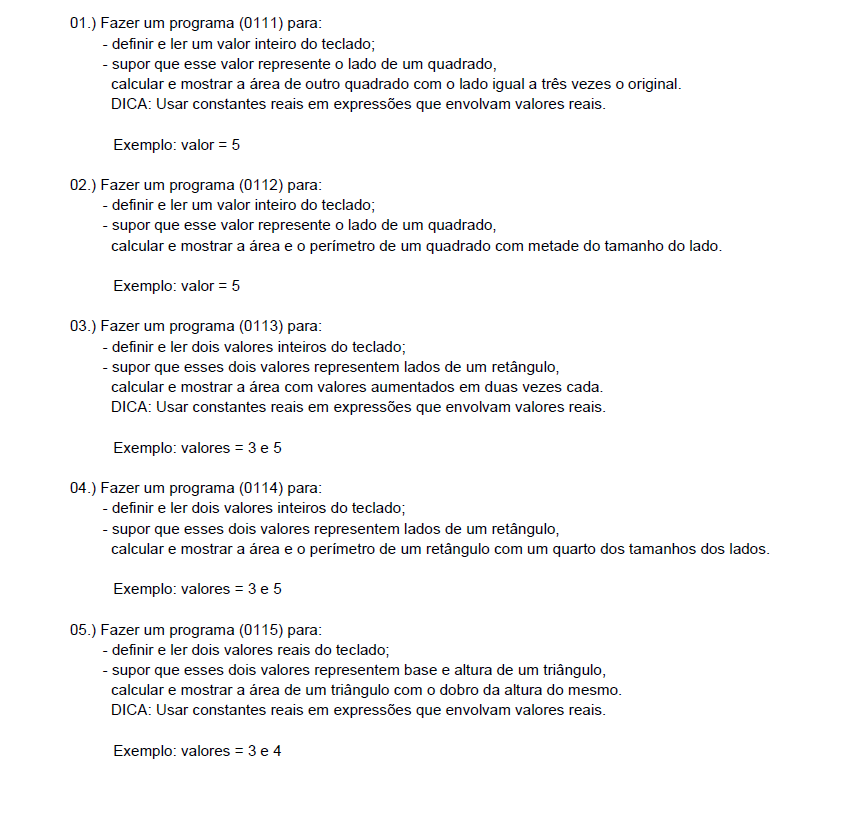 01.) Fazer um programa (0111) para:
- definir e ler um valor inteiro do teclado;
- supor que esse valor represente o lado de um quadrado,
calcular e mostrar a área de outro quadrado com o lado igual a três vezes o original.
DICA: Usar constantes reais em expressões que envolvam valores reais.
Exemplo: valor = 5
02.) Fazer um programa (0112) para:
- definir e ler um valor inteiro do teclado;
- supor que esse valor represente o lado de um quadrado,
calcular e mostrar a área e o perímetro de um quadrado com metade do tamanho do lado.
Exemplo: valor = 5
03.) Fazer um programa (0113) para:
- definir e ler dois valores inteiros do teclado;
- supor que esses dois valores representem lados de um retângulo,
calcular e mostrar a área com valores aumentados em duas vezes cada.
DICA: Usar constantes reais em expressões que envolvam valores reais.
Exemplo: valores = 3 e 5
04.) Fazer um programa (0114) para:
- definir e ler dois valores inteiros do teclado;
- supor que esses dois valores representem lados de um retângulo,
calcular e mostrar a área e o perímetro de um retângulo com um quarto dos tamanhos dos lados.
Exemplo: valores = 3 e 5
05.) Fazer um programa (0115) para:
- definir e ler dois valores reais do teclado;
- supor que esses dois valores representem base e altura de um triângulo,
calcular e mostrar a área de um triângulo com o dobro da altura do mesmo.
DICA: Usar constantes reais em expressões que envolvam valores reais.
Exemplo: valores = 3 e 4